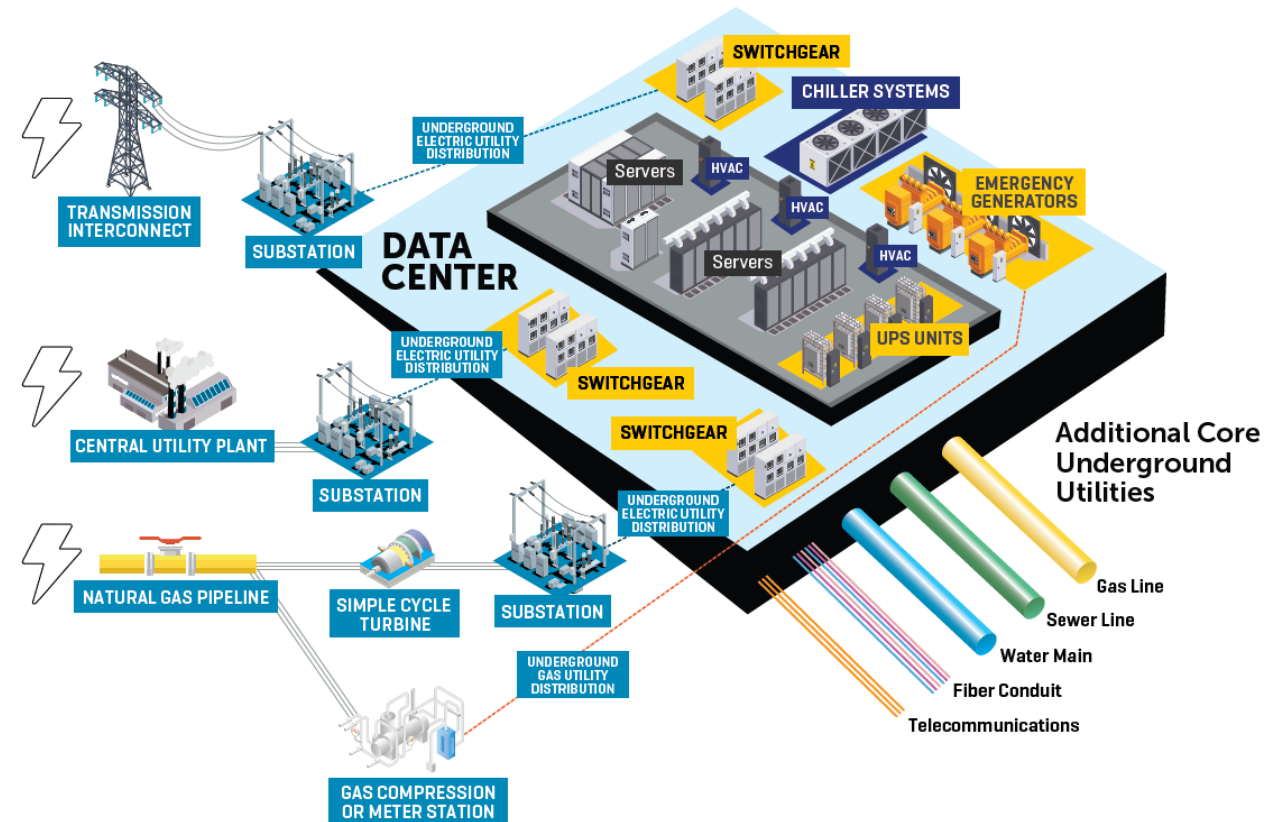 SWITCHGEAR
CHILLER SYSTEMS
UNDERGROUND
ELECTRIC UTILITY
DISTRIBUTION
Servers
HVAC
EMERGENCY
GENERATORS
HVAC
TRANSMISSION
INTERCONNECT
SUBSTATION
DATA
CENTER
Servers
HVAC
UNDERGROUND
ELECTRIC UTILITY
DISTRIBUTION
UPS UNITS
SWITCHGEAR
CENTRAL UTILITY PLANT
SUBSTATION
SWITCHGEAR
Additional Core
Underground
Utilities
UNDERGROUND
ELECTRIC UTILITY
DISTRIBUTION
NATURAL GAS PIPELINE
SIMPLE CYCLE
TURBINE
SUBSTATION
Gas Line
Sewer Line
Water Main
Fiber Conduit
Telecommunications
UNDERGROUND
GAS UTILITY
DISTRIBUTION
GAS COMPRESSION
OR METER STATION